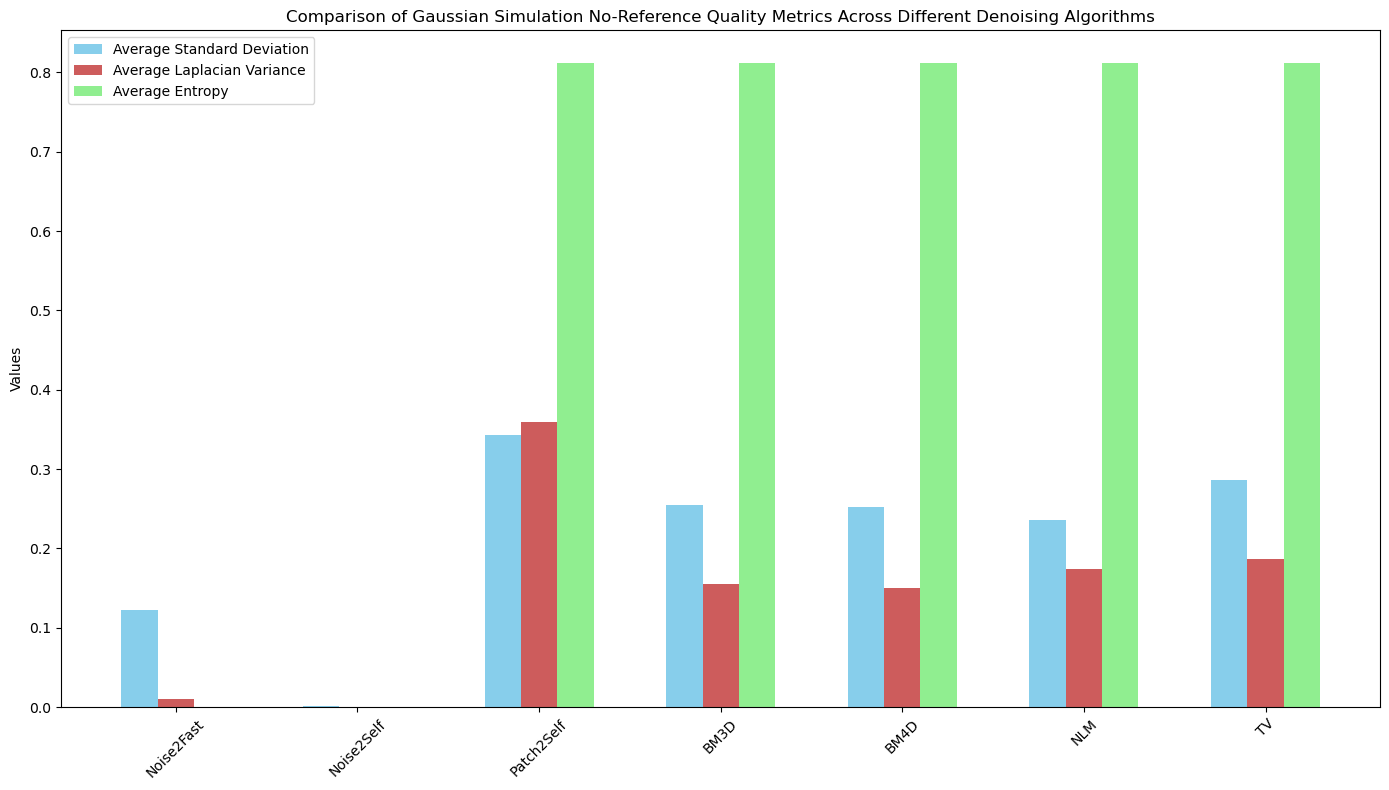 Comparison of Gaussian Simulation No-Reference Quality Metrics Across Different Denoising Algorithms
Average Standard Deviation
Average Laplacian Variance
Average Entropy
Values
0.8
0.7
0.6
0.5
0.4
0.3
0.2
0.1
0.0
Noise2Fast
Noise2Self
Patch2Self
BM3D
BM4D
NLM
TV